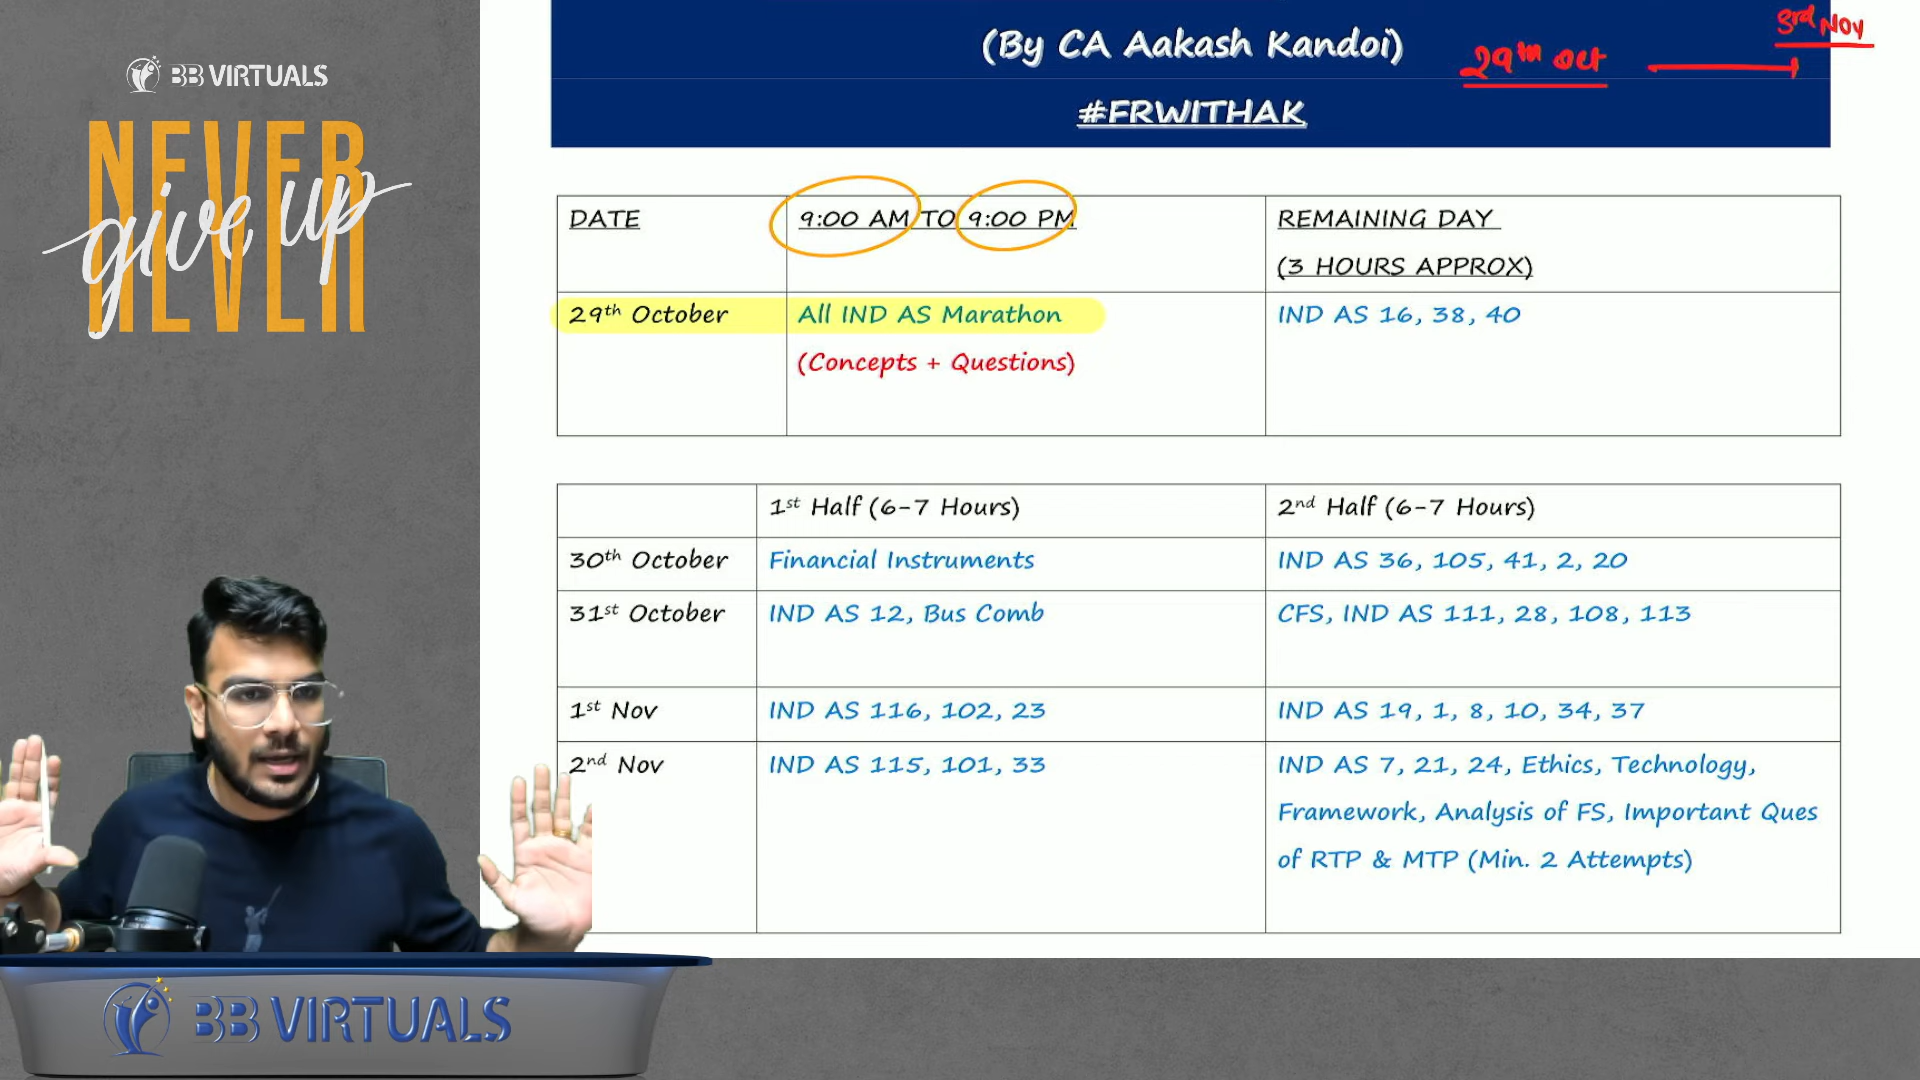 BB VIRTUALS
NEVER
give up
NEVER
(By CA Aakash Kandoi)
29th oct
3rd Nov
#FRWITHAK
DATE
9:00 AM TO 9:00 PM
REMAINING DAY
(3 HOURS APPROX)
29th October
All IND AS Marathon
(Concepts + Questions)
IND AS 16, 38, 40
1st Half (6-7 Hours)
2nd Half (6-7 Hours)
30th October
Financial Instruments
IND AS 36, 105, 41, 2, 20
31st October
IND AS 12, Bus Comb
CFS, IND AS 111, 28, 108, 113
1st Nov
IND AS 116, 102, 23
IND AS 19, 1, 8, 10, 34, 37
2nd Nov
IND AS 115, 101, 33
IND AS 7, 21, 24, Ethics, Technology,
Framework, Analysis of FS, Important Ques
of RTP & MTP (Min. 2 Attempts)
BB VIRTUALS